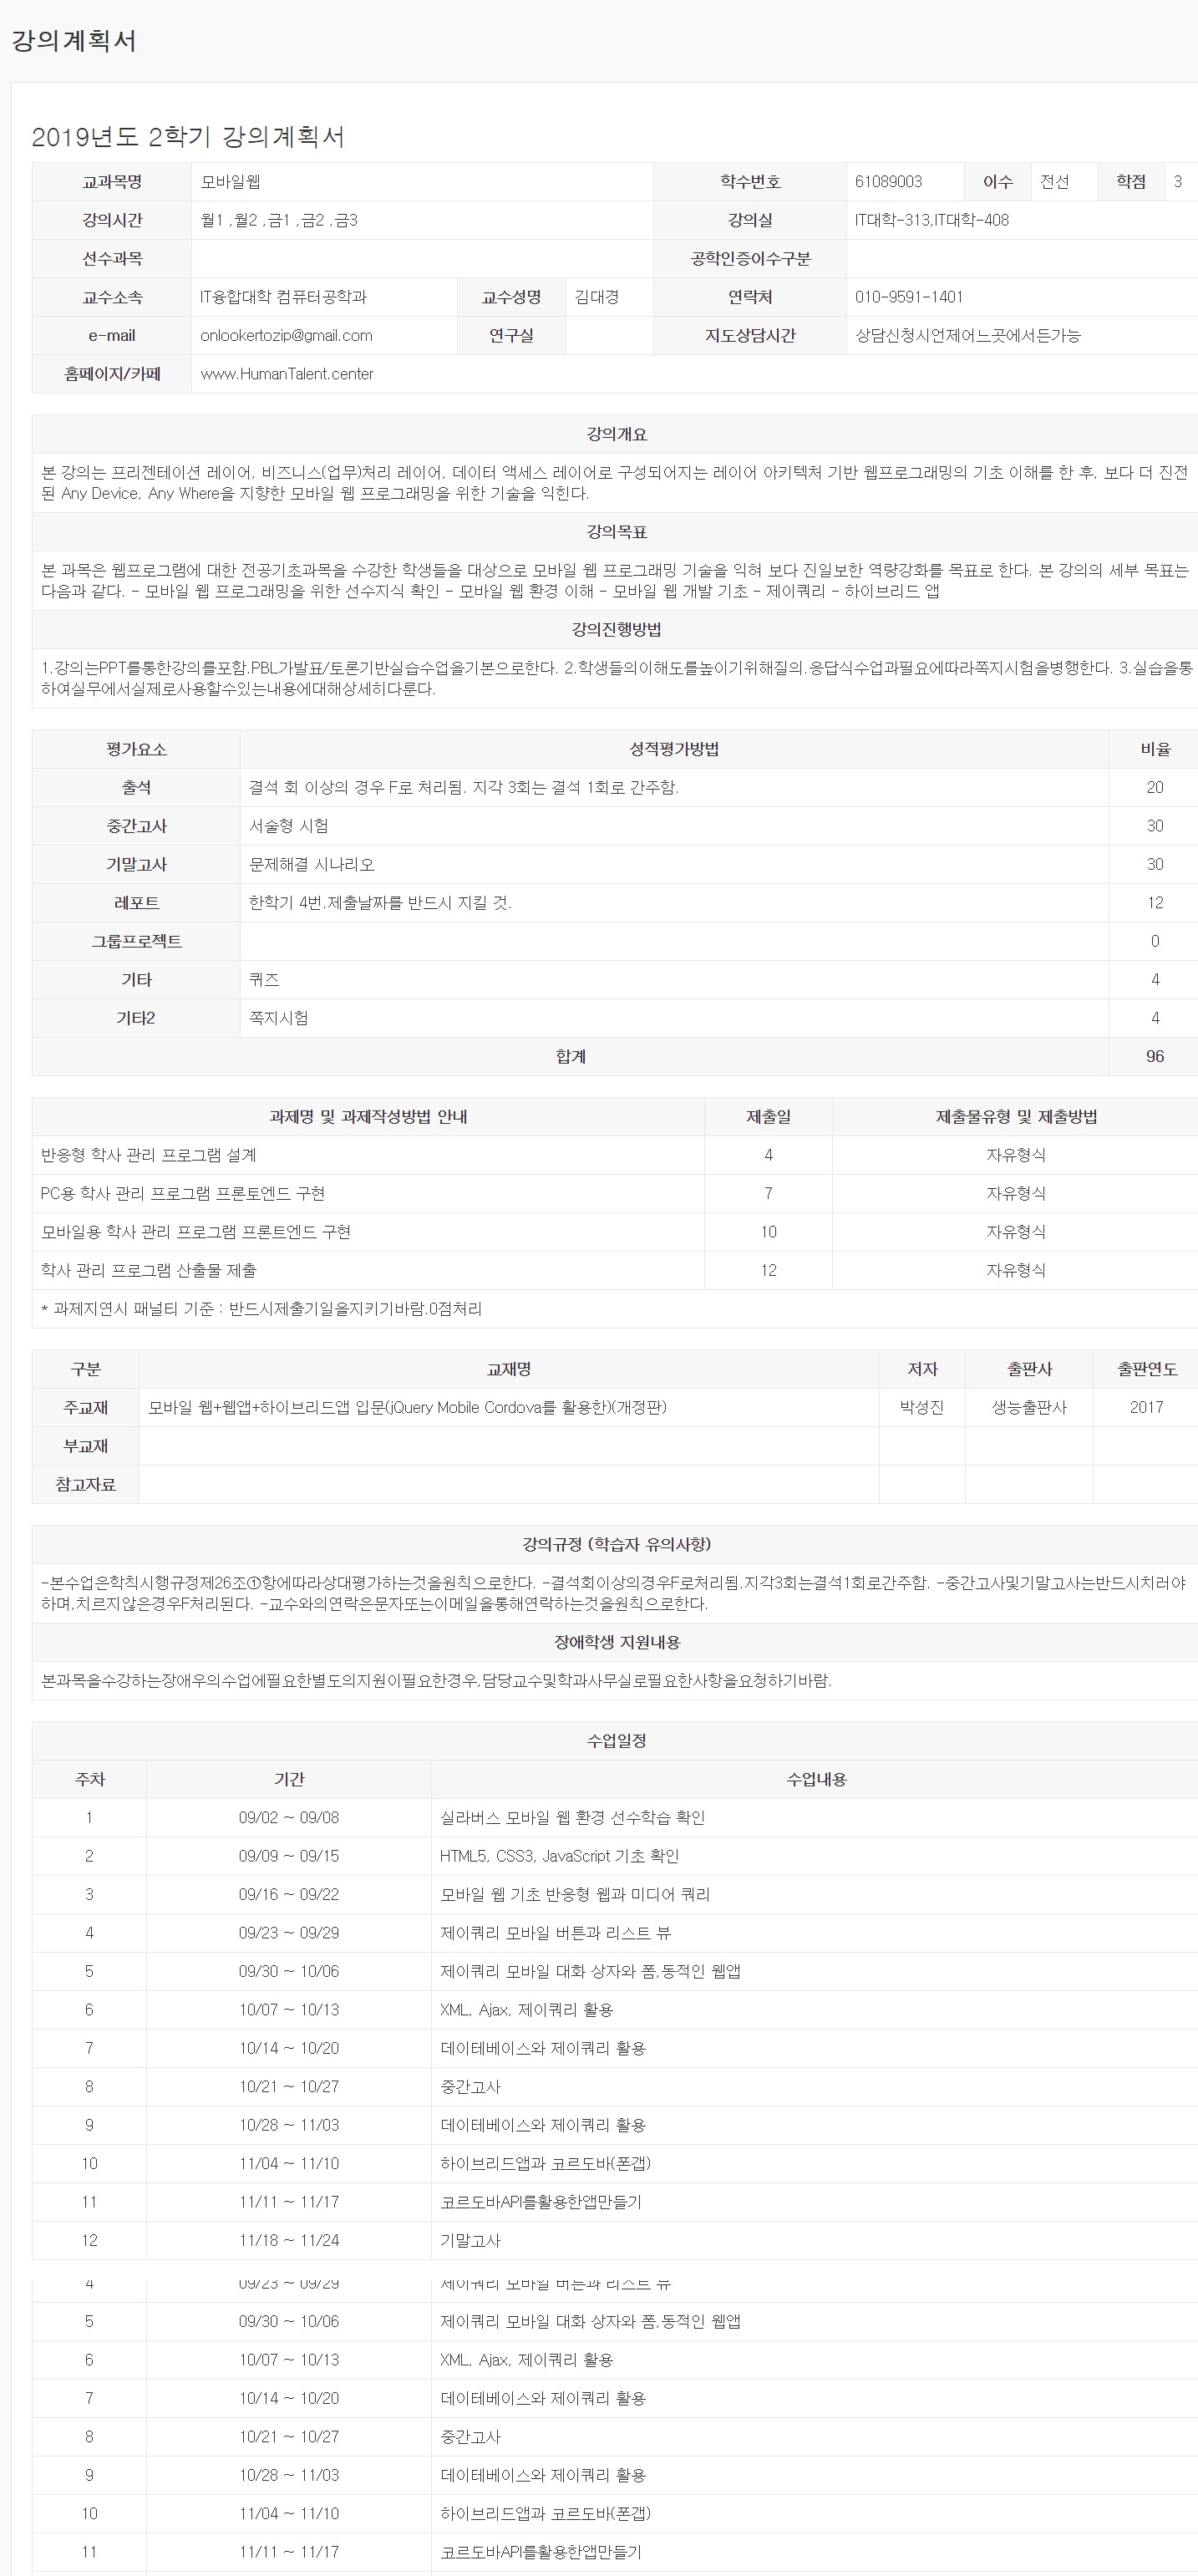 강의계획서
2019년도 2학기 강의계획서
교과목명 모바일웹 학수번호 61089003 이수 전선 학점 3
강의시간 월1 ,월2 ,금1 ,금2 ,금3 강의실 IT대학-313,IT대학-408
선수과목 공학인증이수구분
교수소속 IT융합대학 컴퓨터공학과 교수성명 김대경 연락처 010-9591-1401
e-mail onlookertozip@gmail.com 연구실 지도상담시간 상담신청시언제어느곳에서든가능
홈페이지/카페 www.HumanTalent.center
강의개요
본 강의는 프리젠테이션 레이어, 비즈니스(업무)처리 레이어, 데이터 액세스 레이어로 구성되어지는 레이어 아키텍처 기반 웹프로그래밍의 기초 이해를 한 후, 보다 더 진전
된 Any Device, Any Where을 지향한 모바일 웹 프로그래밍을 위한 기술을 익힌다.
강의목표
본 과목은 웹프로그램에 대한 전공기초과목을 수강한 학생들을 대상으로 모바일 웹 프로그래밍 기술을 익혀 보다 진일보한 역량강화를 목표로 한다. 본 강의의 세부 목표는
다음과 같다. - 모바일 웹 프로그래밍을 위한 선수지식 확인 - 모바일 웹 환경 이해 - 모바일 웹 개발 기초 - 제이쿼리 - 하이브리드 앱
강의진행방법
1.강의는PPT를통한강의를포함.PBL가발표/토론기반실습수업을기본으로한다. 2.학생들의이해도를높이기위해질의.응답식수업과필요에따라쪽지시험을병행한다. 3.실습을통
하여실무에서실제로사용할수있는내용에대해상세히다룬다.
평가요소 성적평가방법 비율
출석 결석 회 이상의 경우 F로 처리됨. 지각 3회는 결석 1회로 간주함. 20
중간고사 서술형 시험 30
기말고사 문제해결 시나리오 30
레포트 한학기 4번.제출날짜를 반드시 지킬 것. 12
그룹프로젝트 0
기타 퀴즈 4
기타2 쪽지시험 4
합계 96
과제명 및 과제작성방법 안내 제출일 제출물유형 및 제출방법
반응형 학사 관리 프로그램 설계 4 자유형식
PC용 학사 관리 프로그램 프론토엔드 구현 7 자유형식
모바일용 학사 관리 프로그램 프론트엔드 구현 10 자유형식
학사 관리 프로그램 산출물 제출 12 자유형식
* 과제지연시 패널티 기준 : 반드시제출기일을지키기바람.0점처리
구분 교재명 저자 출판사 출판연도
주교재 모바일 웹+웹앱+하이브리드앱 입문(jQuery Mobile Cordova를 활용한)(개정판) 박성진 생능출판사 2017
부교재
참고자료
강의규정 (학습자 유의사항)
-본수업은학칙시행규정제26조①항에따라상대평가하는것을원칙으로한다. -결석회이상의경우F로처리됨.지각3회는결석1회로간주함. -중간고사및기말고사는반드시치러야
하며,치르지않은경우F처리된다. -교수와의연락은문자또는이메일을통해연락하는것을원칙으로한다.
장애학생 지원내용
본과목을수강하는장애우의수업에필요한별도의지원이필요한경우,담당교수및학과사무실로필요한사항을요청하기바람.
수업일정
주차 기간 수업내용
1 09/02 ~ 09/08 실라버스 모바일 웹 환경 선수학습 확인
2 09/09 ~ 09/15 HTML5, CSS3, JavaScript 기초 확인
3 09/16 ~ 09/22 모바일 웹 기초 반응형 웹과 미디어 쿼리
4 09/23 ~ 09/29 제이쿼리 모바일 버튼과 리스트 뷰
5 09/30 ~ 10/06 제이쿼리 모바일 대화 상자와 폼,동적인 웹앱
6 10/07 ~ 10/13 XML, Ajax, 제이쿼리 활용
7 10/14 ~ 10/20 데이테베이스와 제이쿼리 활용
8 10/21 ~ 10/27 중간고사
9 10/28 ~ 11/03 데이테베이스와 제이쿼리 활용
10 11/04 ~ 11/10 하이브리드앱과 코르도바(폰갭)
11 11/11 ~ 11/17 코르도바API를활용한앱만들기
12 11/18 ~ 11/24 기말고사
4 09/23 ~ 09/29 제이쿼리 모바일 버튼과 리스트 뷰
5 09/30 ~ 10/06 제이쿼리 모바일 대화 상자와 폼,동적인 웹앱
6 10/07 ~ 10/13 XML, Ajax, 제이쿼리 활용
7 10/14 ~ 10/20 데이테베이스와 제이쿼리 활용
8 10/21 ~ 10/27 중간고사
9 10/28 ~ 11/03 데이테베이스와 제이쿼리 활용
10 11/04 ~ 11/10 하이브리드앱과 코르도바(폰갭)
11 11/11 ~ 11/17 코르도바API를활용한앱만들기